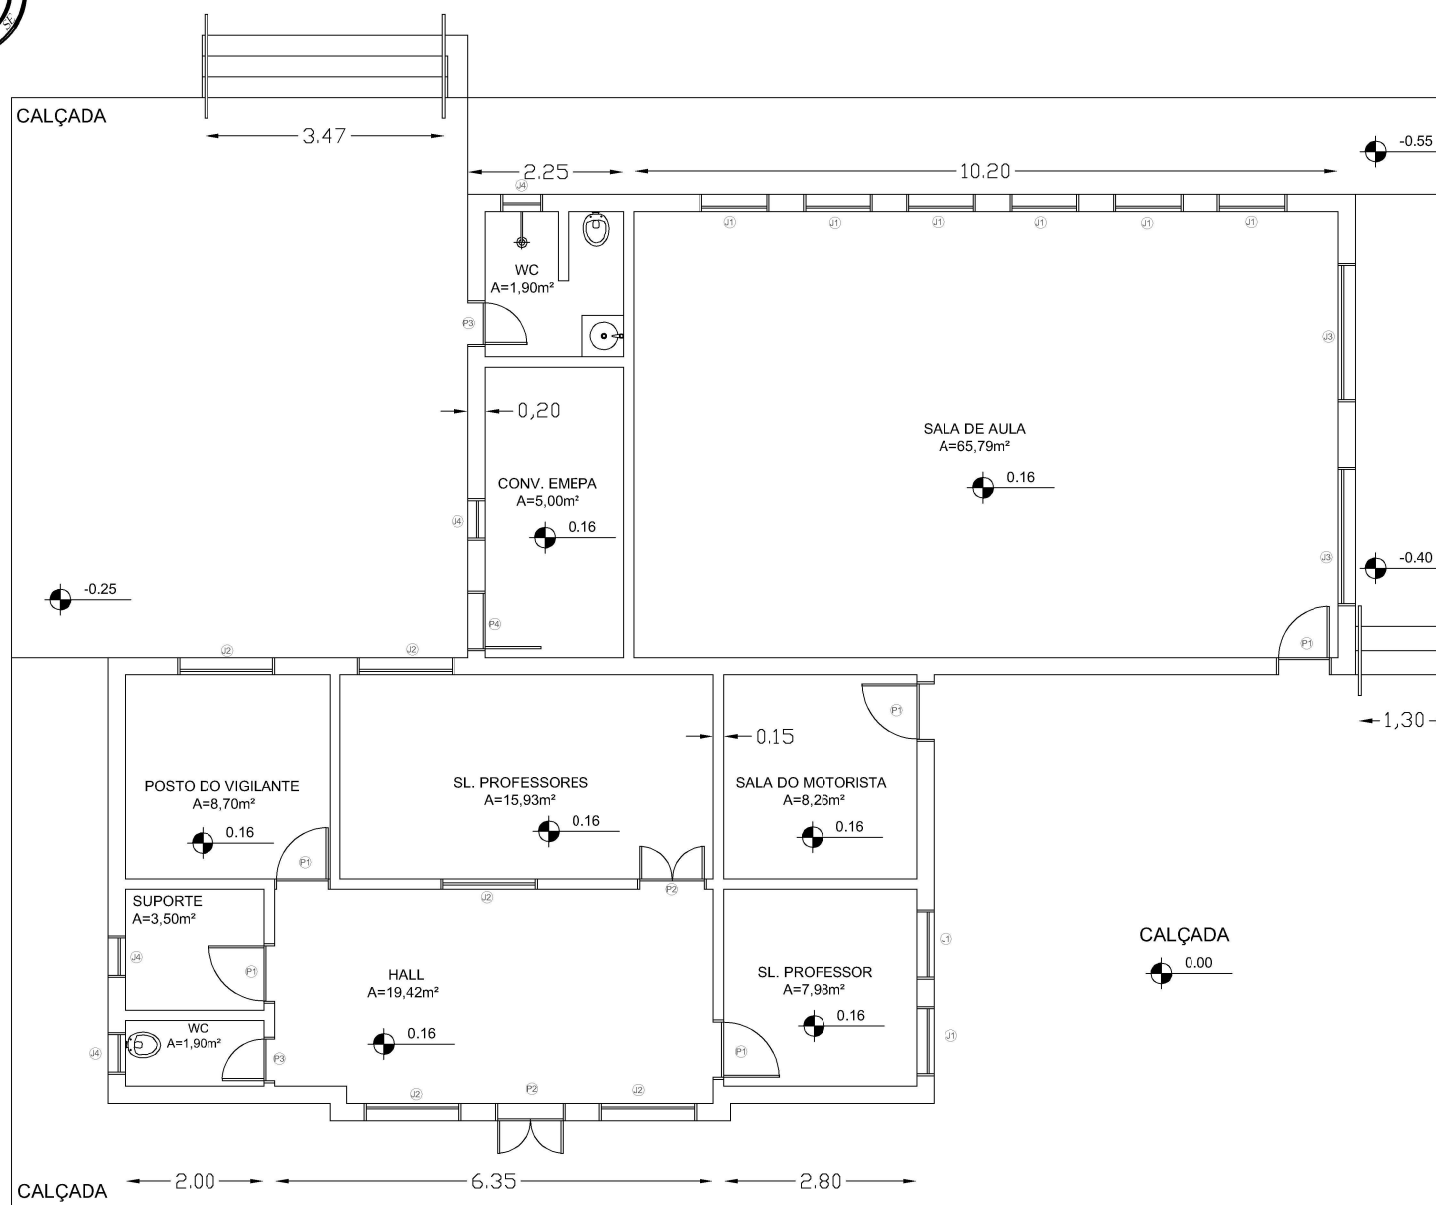 CALÇADA
3.47
-0.55
2.25
10.20
J4
J1
J1
J1
J1
J1
J1
WC
A=1,90m²
P3
J3
0,20
SALA DE AULA
A=65,79m²
0.16
CONV. EMEPA
A=5,00m²
0.16
J4
J3
-0.40
-0.25
P4
P1
J2
J2
P1
1,30
0.15
POSTO DO VIGILANTE
A=8,70m²
0.16
SL. PROFESSORES
A=15,93m²
0.16
SALA DO MOTORISTA
A=8,26m²
0.16
P1
P2
J2
SUPORTE
A=3,50m²
J4
P1
HALL
A=19,42m²
0.16
SL. PROFESSOR
A=7,98m²
0.16
J1
CALÇADA
0.00
WC
A=1,90m²
J4
P3
P1
J1
J2
P2
J2
2.00
6.35
2.80
CALÇADA